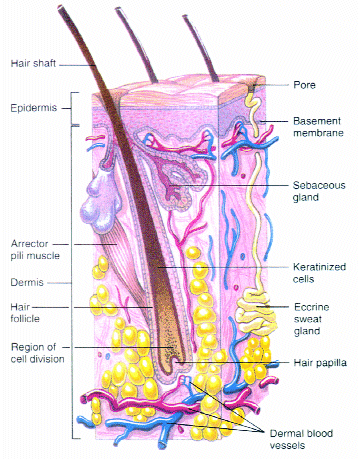 Hair shaft
Epidermis
Arrector
pili muscle
Dermis
Hair
follicle
Region of
cell division
Pore
Basement
membrane
Sebaceous
gland
Keratinized
cells
Eccrine
sweat
gland
Hair papilla
Dermal blood
vessels